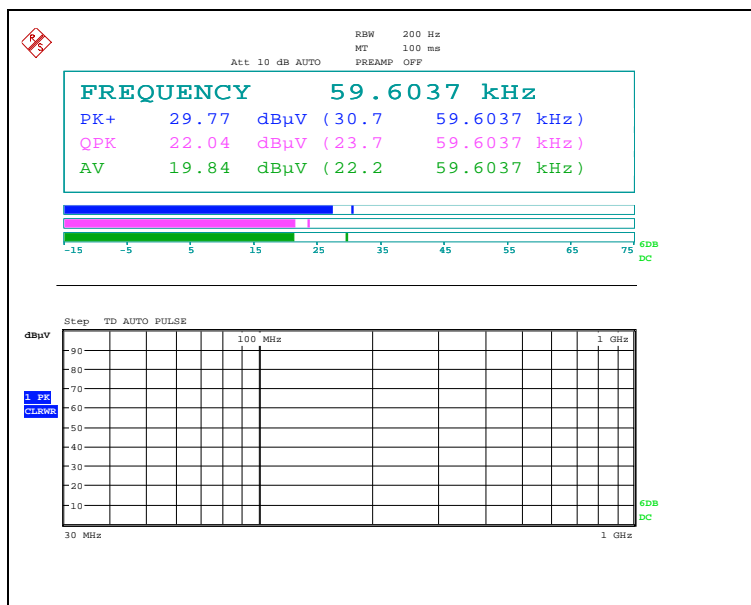 R S
RBW 200 Hz
MT 100 ms
Att 10 dB AUTO PREAMP OFF
FREQUENCY 59.6037 kHz
PK+ 29.77 dBµV (30.7 59.6037 kHz)
QPK 22.04 dBµV (23.7 59.6037 kHz)
AV 19.84 dBµV (22.2 59.6037 kHz)
-15 -5 5 15 25 35 45 55 65 75
6DB
DC
Step TD AUTO PULSE
dBµV
100 MHz 1 GHz
90
80
70
1 PK
CLRWR
60
50
40
30
20
10
6DB
DC
30 MHz 1 GHz